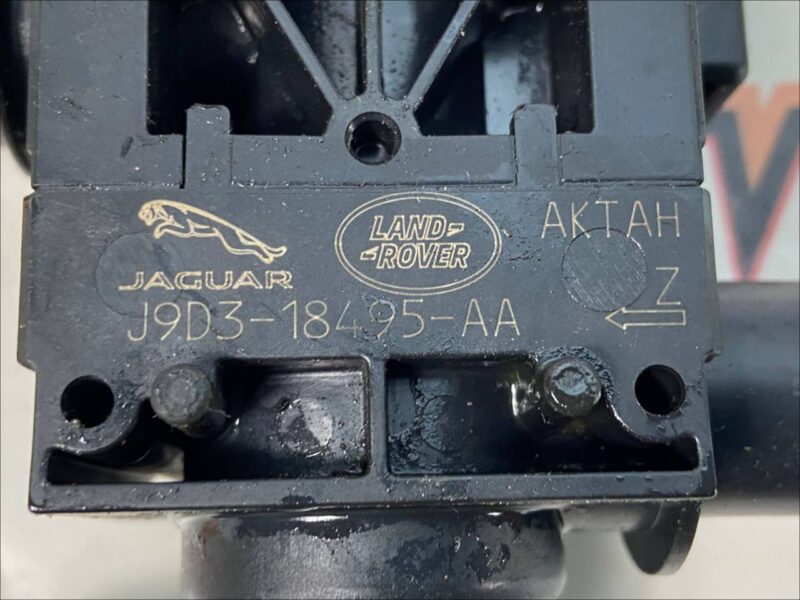 JAGUAR
LAND-
-ROVER
AKTAH
Z
J9D3-18495-AA